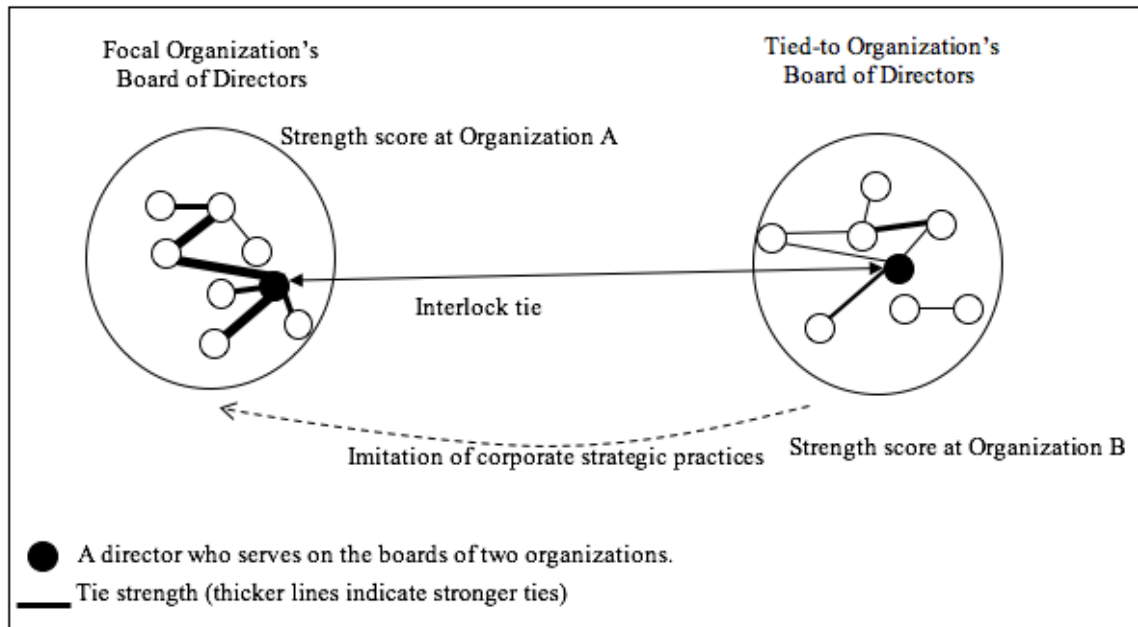 Focal Organization's
Board of Directors
Tied-to Organization's
Board of Directors
Strength score at Organization A
Interlock tie
Imitation of corporate strategic practices
Strength score at Organization B
A director who serves on the boards of two organizations.
Tie strength (thicker lines indicate stronger ties)